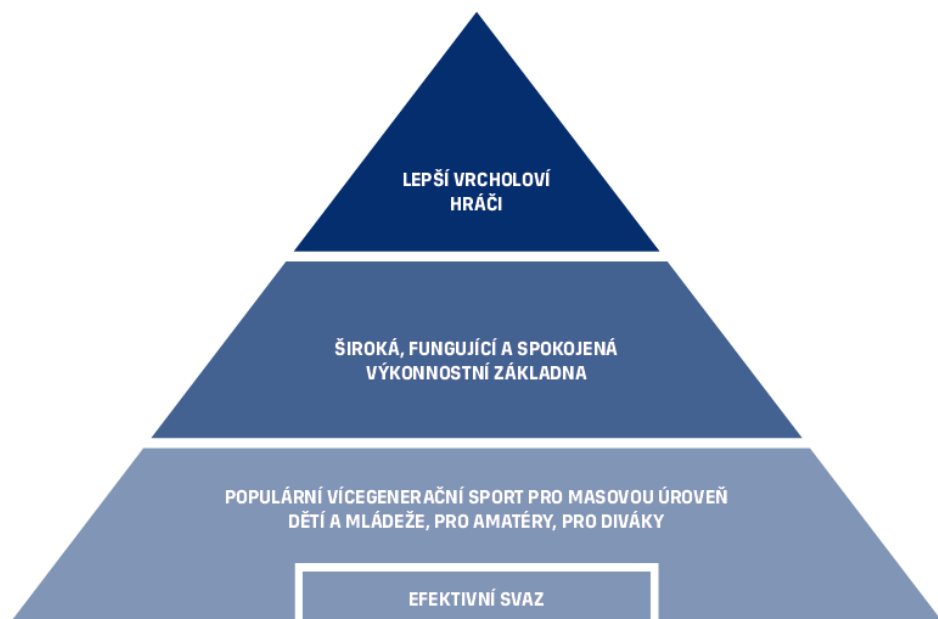 LEPŠÍ VRCHOLOVÍ
HRÁČI
ŠIROKÁ, FUNGUJÍCÍ A SPOKOJENÁ
VÝKONNOSTNÍ ZÁKLADNA
POPULÁRNÍ VÍCEGENERAČNÍ SPORT PRO MASOVOU ÚROVEŇ
DĚTÍ A MLÁDEŽE, PRO AMATÉRY, PRO DIVÁKY
EFEKTIVNÍ SVAZ